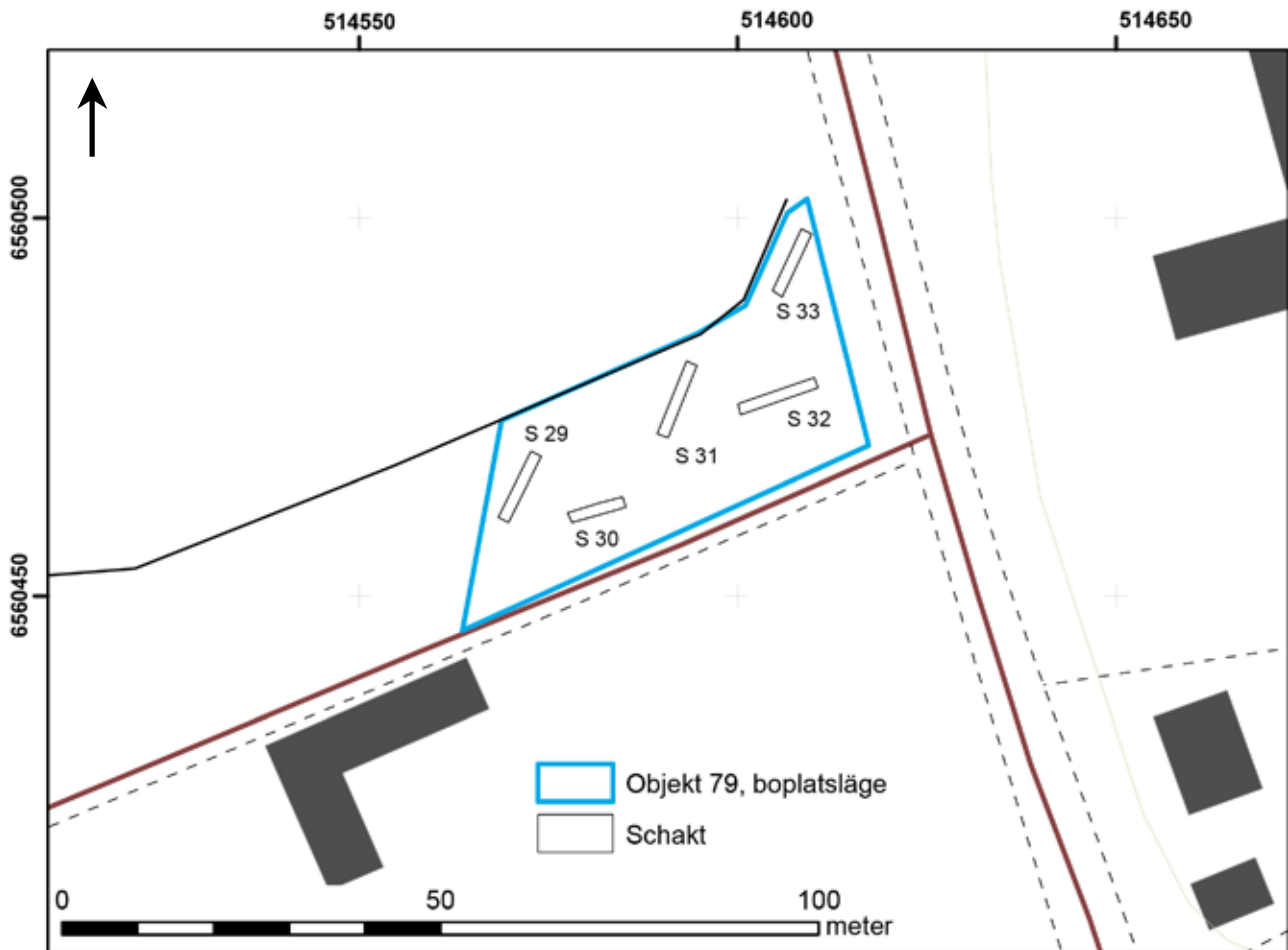 514550
514600
514650
6560500
6560450
S 33
S 32
S 29
S 31
S 30
Objekt 79, boplatsläge
Schakt
0
50
100
meter